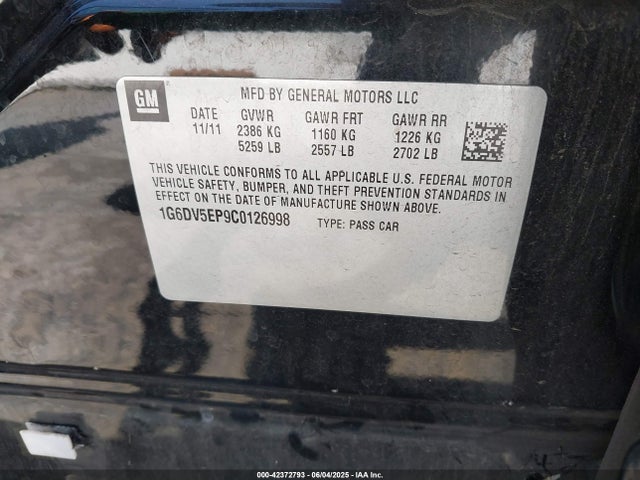 GM
MFD BY GENERAL MOTORS LLC
DATE GVWR GAWR FRT GAWR RR
11/11 2386 KG 1160 KG 1226 KG
5259 LB 2557 LB 2702 LB
THIS VEHICLE CONFORMS TO ALL APPLICABLE U.S. FEDERAL MOTOR
VEHICLE SAFETY, BUMPER, AND THEFT PREVENTION STANDARDS IN
EFFECT ON THE DATE OF MANUFACTURE SHOWN ABOVE.
1G6DV5EP9C0126998 TYPE: PASS CAR
000-42372793 - 06/04/2025 - IAA Inc.